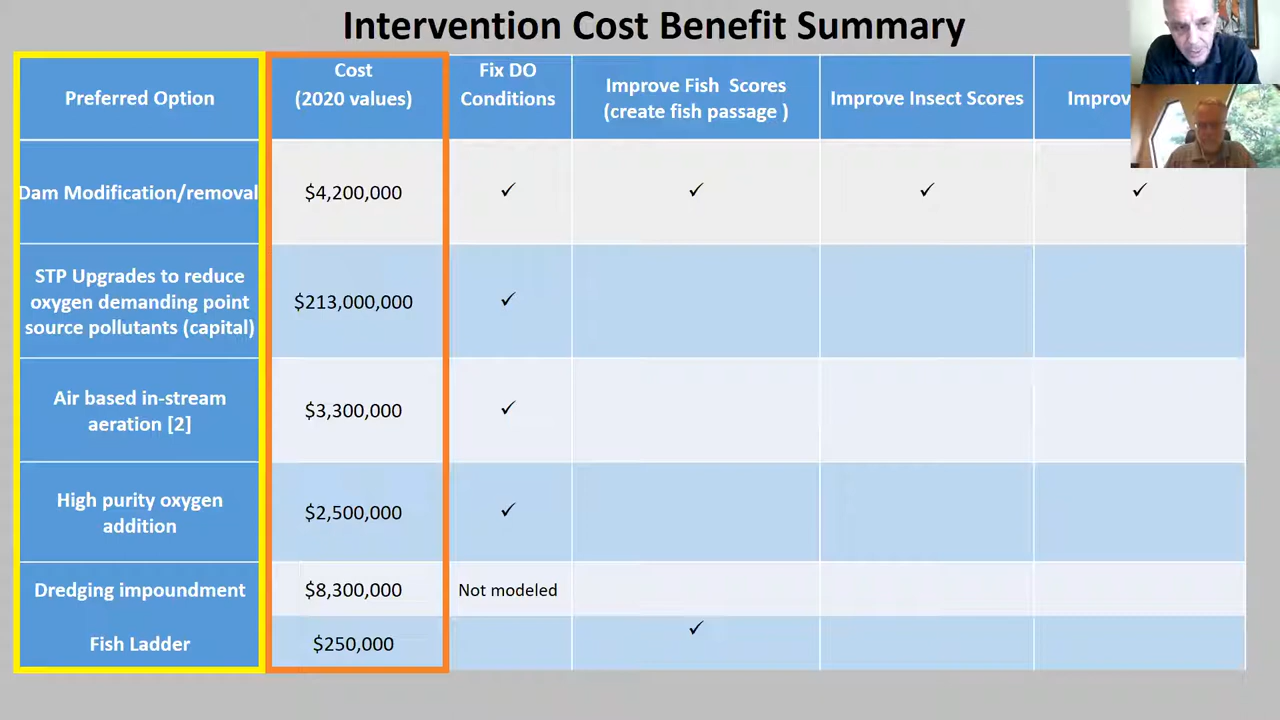 Intervention Cost Benefit Summary
Preferred Option
Cost
(2020 values)
Fix DO
Conditions
Improve Fish Scores
(create fish passage )
Improve Insect Scores
Dam Modification/removal
$4,200,000
✓ ✓ ✓ ✓
STP Upgrades to reduce
oxygen demanding point
source pollutants (capital)
$213,000,000
✓
Air based in-stream
aeration [2]
$3,300,000
✓
High purity oxygen
addition
$2,500,000
✓
Dredging impoundment
$8,300,000
Not modeled
Fish Ladder
$250,000
✓